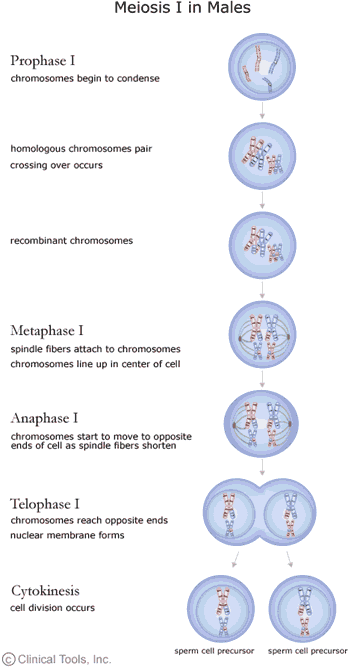 Meiosis I in Males
Prophase I
chromosomes begin to condense
homologous chromosomes pair
crossing over occurs
recombinant chromosomes
Metaphase I
spindle fibers attach to chromosomes
chromosomes line up in center of cell
Anaphase I
chromosomes start to move to opposite
ends of cell as spindle fibers shorten
Telophase I
chromosomes reach opposite ends
nuclear membrane forms
Cytokinesis
cell division occurs
sperm cell precursor
sperm cell precursor
© Clinical Tools, Inc.